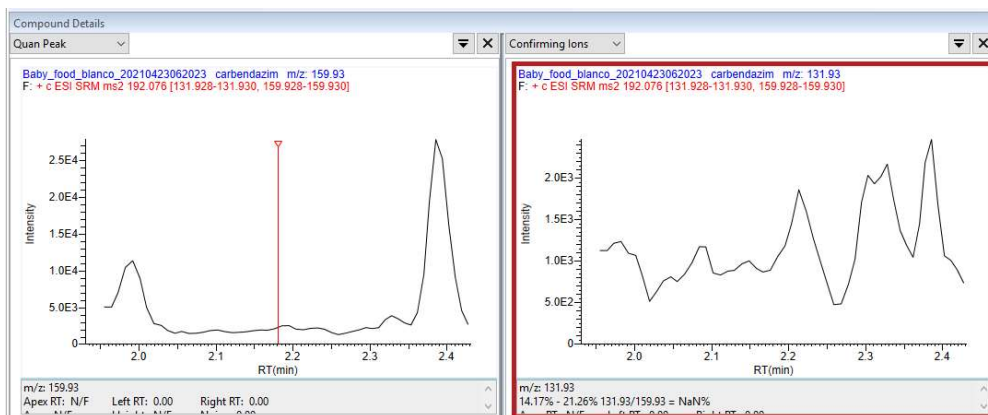 Compound Details
Quan Peak
Baby_food_blanco_20210423062023 carbendazim m/z: 159.93
F: + c ESI SRM ms2 192.076 [131.928-131.930, 159.928-159.930]
2.5E4
2.0E4
1.5E4
1.0E4
5.0E3
0
Intensity
2.0 2.1 2.2 2.3 2.4
RT(min)
m/z: 159.93
Apex RT: N/F Left RT: 0.00 Right RT: 0.00
Confirming Ions
Baby_food_blanco_20210423062023 carbendazim m/z: 131.93
F: + c ESI SRM ms2 192.076 [131.928-131.930, 159.928-159.930]
2.0E3
1.5E3
1.0E3
5.0E2
0
Intensity
2.0 2.1 2.2 2.3 2.4
RT(min)
m/z: 131.93
14.17% - 21.26% 131.93/159.93 = NaN%